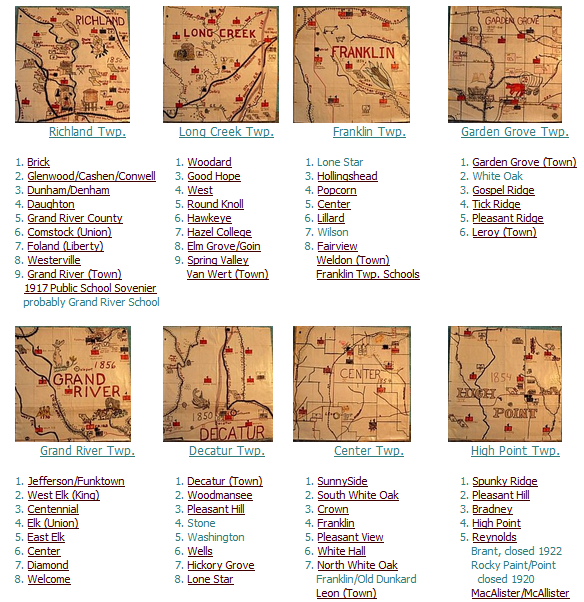 RICHLAND
1850
Richland Twp.
1. Brick
2. Glenwood/Cashen/Conwell
3. Dunham/Denham
4. Daughton
5. Grand River County
6. Comstock (Union)
7. Foland (Liberty)
8. Westerville
9. Grand River (Town)
1917 Public School Sovenier
probably Grand River School
LONG CREEK
Long Creek Twp.
1. Woodard
3. Good Hope
4. West
5. Round Knoll
6. Hawkeye
7. Hazel College
8. Elm Grove/Goin
9. Spring Valley
Van Wert (Town)
FRANKLIN
Franklin Twp.
1. Lone Star
3. Hollingshead
4. Popcorn
5. Center
6. Lillard
7. Wilson
8. Fairview
Weldon (Town)
Franklin Twp. Schools
GARDEN GROVE
Garden Grove Twp.
1. Garden Grove (Town)
2. White Oak
3. Gospel Ridge
4. Tick Ridge
5. Pleasant Ridge
6. Leroy (Town)
1856
GRAND
RIVER
Grand River Twp.
1. Jefferson/Funktown
2. West Elk (King)
3. Centennial
4. Elk (Union)
5. East Elk
6. Center
7. Diamond
8. Welcome
1850
DECATUR
Decatur Twp.
1. Decatur (Town)
2. Woodmansee
3. Pleasant Hill
4. Stone
5. Washington
6. Wells
7. Hickory Grove
8. Lone Star
CENTER
1854
Center Twp.
1. SunnySide
2. South White Oak
3. Crown
4. Franklin
5. Pleasant View
6. White Hall
7. North White Oak
Franklin/Old Dunkard
Leon (Town)
1854
HIGH
POINT
High Point Twp.
1. Spunky Ridge
2. Pleasant Hill
3. Bradney
4. High Point
5. Reynolds
Brant, closed 1922
Rocky Paint/Point
closed 1920
MacAlister/McAllister